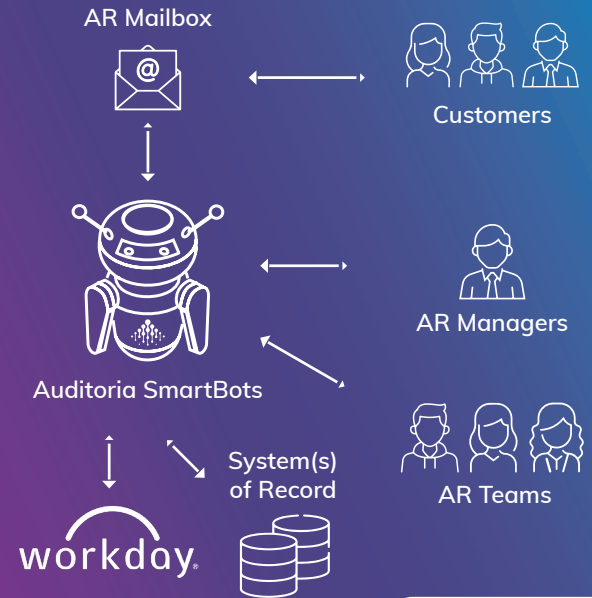 AR Mailbox
@
Customers
AR Managers
Auditoria SmartBots
System(s)
of Record
AR Teams
workday®